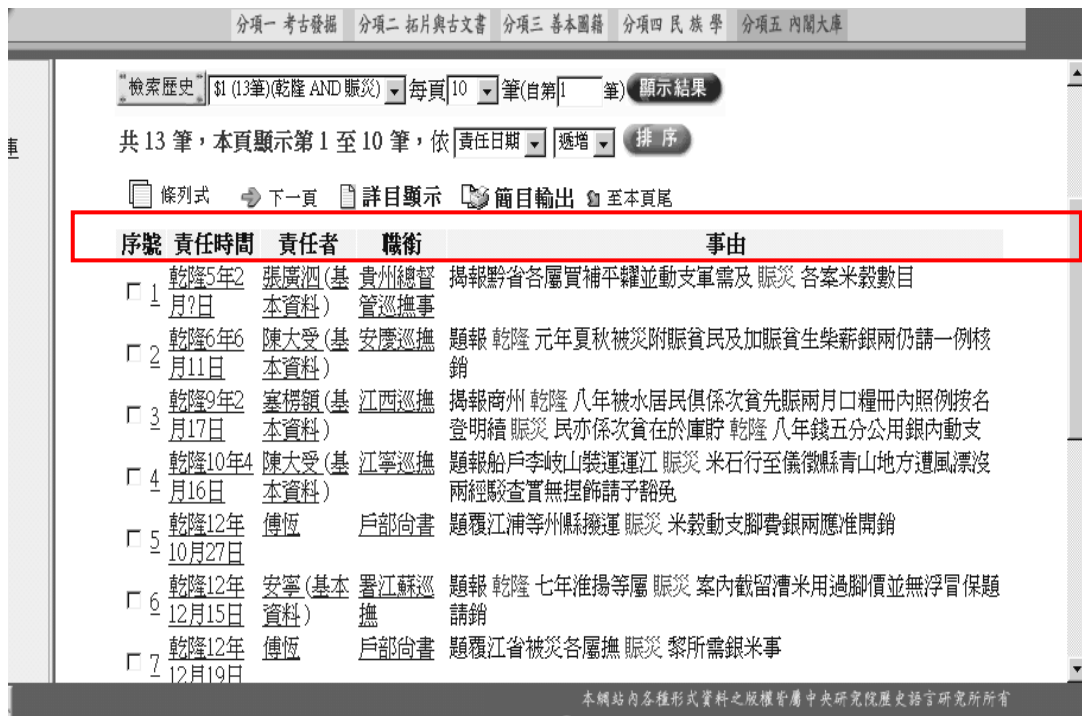 分項一 考古發掘 分項二 拓片與古文書 分項三 善本圖籍 分項四 民族學 分項五 內閣大庫
庫
檢索歷史 $1 (13筆)(乾隆 AND 賑災) 每頁 10 筆(自第 1 筆) 顯示結果
共 13 筆，本頁顯示第 1 至 10 筆，依 責任日期 遞增 排序
條列式 下一頁 詳目顯示 簡目輸出 至本頁尾
序號 責任時間 責任者 職銜 事由
1 乾隆5年2 張廣泗(基 貴州總督 揭報黔省各屬買補平糶並動支軍需及 賑災 各案米穀數目
月?日 本資料) 管巡撫事
2 乾隆6年6 陳大受(基 安慶巡撫 題報 乾隆 元年夏秋被災附賑貧民及加賑貧生柴薪銀兩仍請一例核
月11日 本資料) 銷
3 乾隆9年2 塞楞額(基 江西巡撫 揭報商州 乾隆 八年被水居民俱係次貧先賑兩月口糧冊內照例按名
月17日 本資料) 登明續 賑災 民亦係次貧在於庫貯 乾隆 八年錢五分公用銀內動支
4 乾隆10年4 陳大受(基 江寧巡撫 題報船戶李岐山裝運運江 賑災 米石行至儀徵縣青山地方遭風漂沒
月16日 本資料) 兩經駁查實無捏飾請予豁免
5 乾隆12年 傅恆 戶部尚書 題覆江浦等州縣撥運 賑災 米穀動支腳費銀兩應准開銷
10月27日
6 乾隆12年 安寧(基本 署江蘇巡 題報 乾隆 七年淮揚等屬 賑災 案內截留漕米用過腳價並無浮冒保題
12月15日 資料) 撫 請銷
7 乾隆12年 傅恆 戶部尚書 題覆江省被災各屬撫 賑災 黎所需銀米事
12月19日
本網站內各種形式資料之版權皆屬中央研究院歷史語言研究所所有